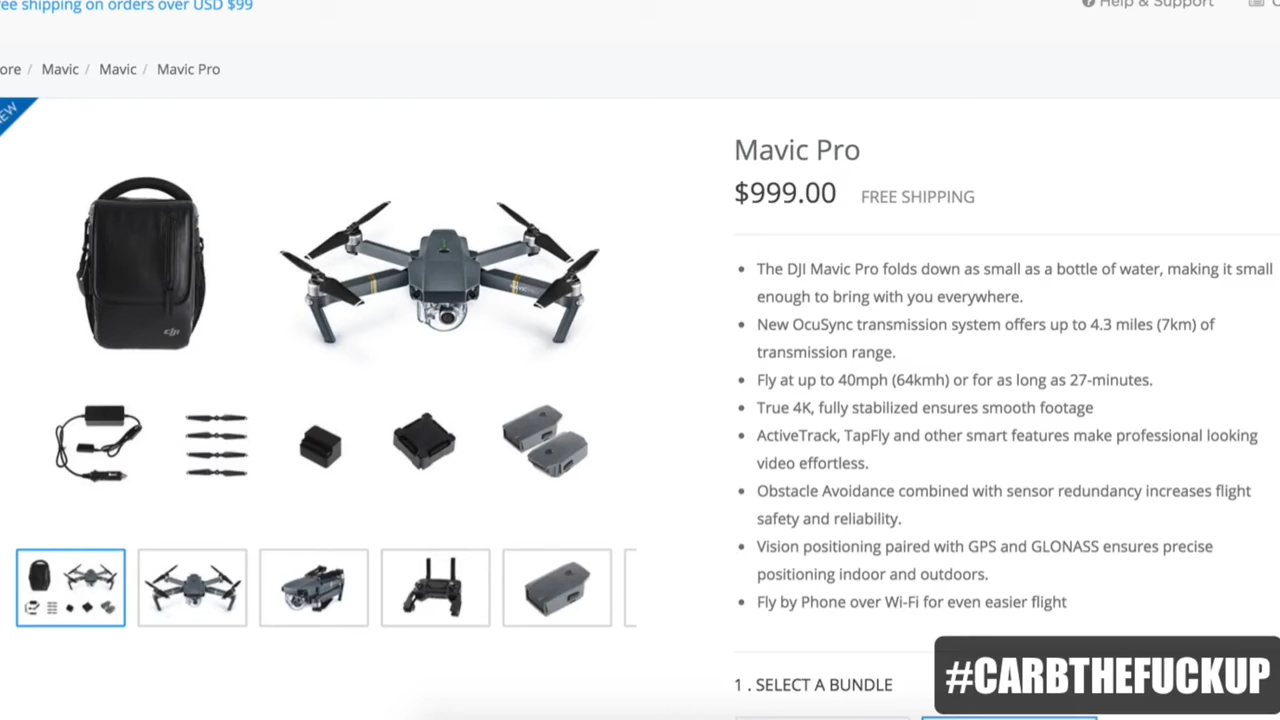 ree shipping on orders over USD $99
Help & Support
ore / Mavic / Mavic / Mavic Pro
EW
Mavic Pro
$999.00 FREE SHIPPING
• The DJI Mavic Pro folds down as small as a bottle of water, making it small
enough to bring with you everywhere.
• New OcuSync transmission system offers up to 4.3 miles (7km) of
transmission range.
• Fly at up to 40mph (64kmh) or for as long as 27-minutes.
• True 4K, fully stabilized ensures smooth footage
• ActiveTrack, TapFly and other smart features make professional looking
video effortless.
• Obstacle Avoidance combined with sensor redundancy increases flight
safety and reliability.
• Vision positioning paired with GPS and GLONASS ensures precise
positioning indoor and outdoors.
• Fly by Phone over Wi-Fi for even easier flight
1 . SELECT A BUNDLE
#CARBTHEFUCKUP
DJI
MAVIC PRO